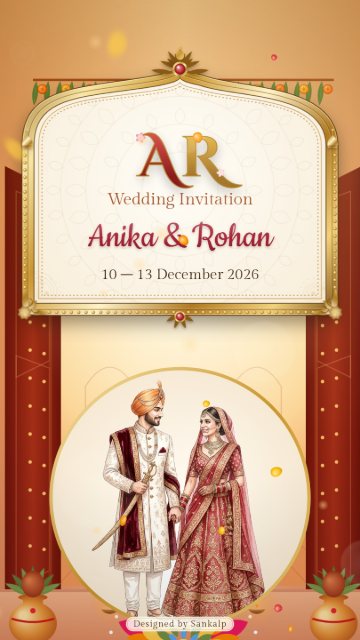 AR
Wedding Invitation
Anika & Rohan
10 — 13 December 2026
Designed by Sankalp